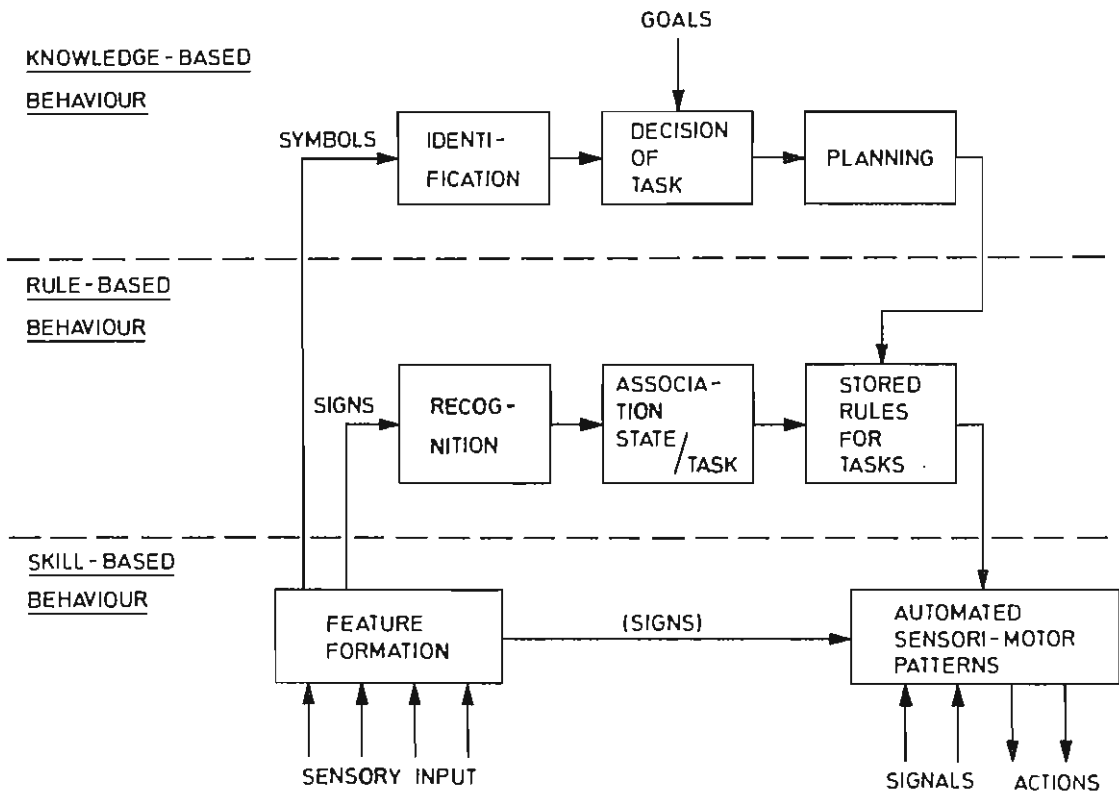 GOALS
KNOWLEDGE-BASED
BEHAVIOUR
SYMBOLS
IDENTI-
FICATION
DECISION
OF
TASK
PLANNING
RULE-BASED
BEHAVIOUR
SIGNS
RECOG-
NITION
ASSOCIA-
TION
STATE
/TASK
STORED
RULES
FOR
TASKS
SKILL-BASED
BEHAVIOUR
FEATURE
FORMATION
(SIGNS)
AUTOMATED
SENSORI-MOTOR
PATTERNS
SENSORY INPUT
SIGNALS
ACTIONS